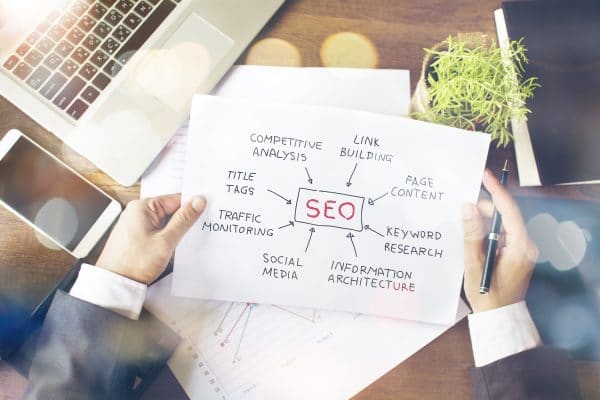 COMPETITIVE
ANALYSIS
LINK
BUILDING
TITLE
TAGS
PAGE
CONTENT
SEO
TRAFFIC
MONITORING
KEYWORD
RESEARCH
SOCIAL
MEDIA
INFORMATION
ARCHITECTURE